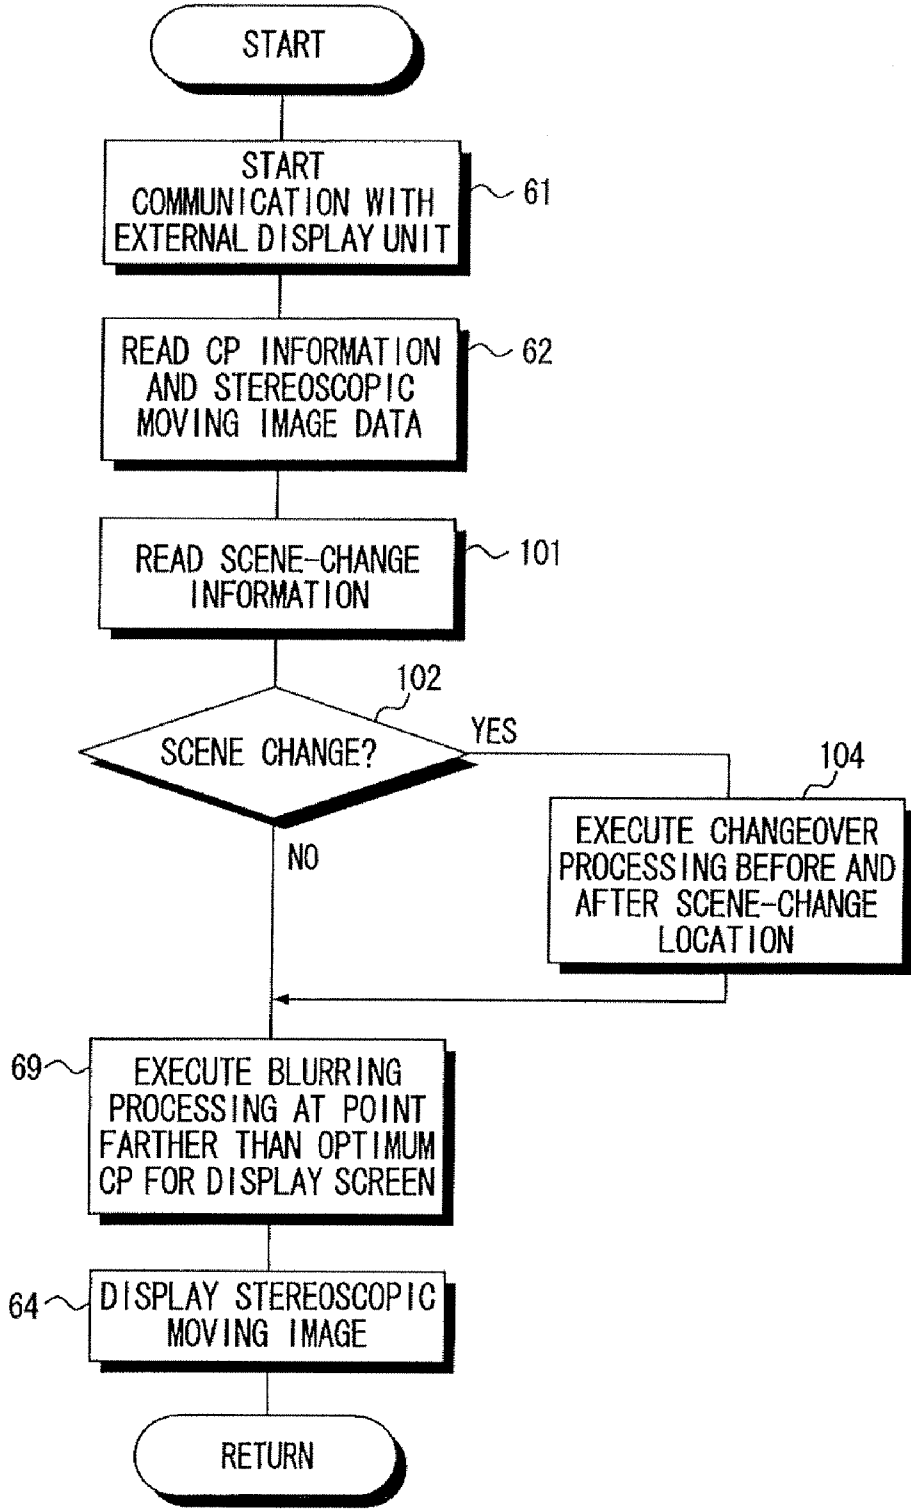 START
START
COMMUNICATION WITH
EXTERNAL DISPLAY UNIT
61
READ CP INFORMATION
AND STEREOSCOPIC
MOVING IMAGE DATA
62
READ SCENE-CHANGE
INFORMATION
101
102
SCENE CHANGE?
YES
NO
104
EXECUTE CHANGEOVER
PROCESSING BEFORE AND
AFTER SCENE-CHANGE
LOCATION
69
EXECUTE BLURRING
PROCESSING AT POINT
FARTHER THAN OPTIMUM
CP FOR DISPLAY SCREEN
64
DISPLAY STEREOSCOPIC
MOVING IMAGE
RETURN